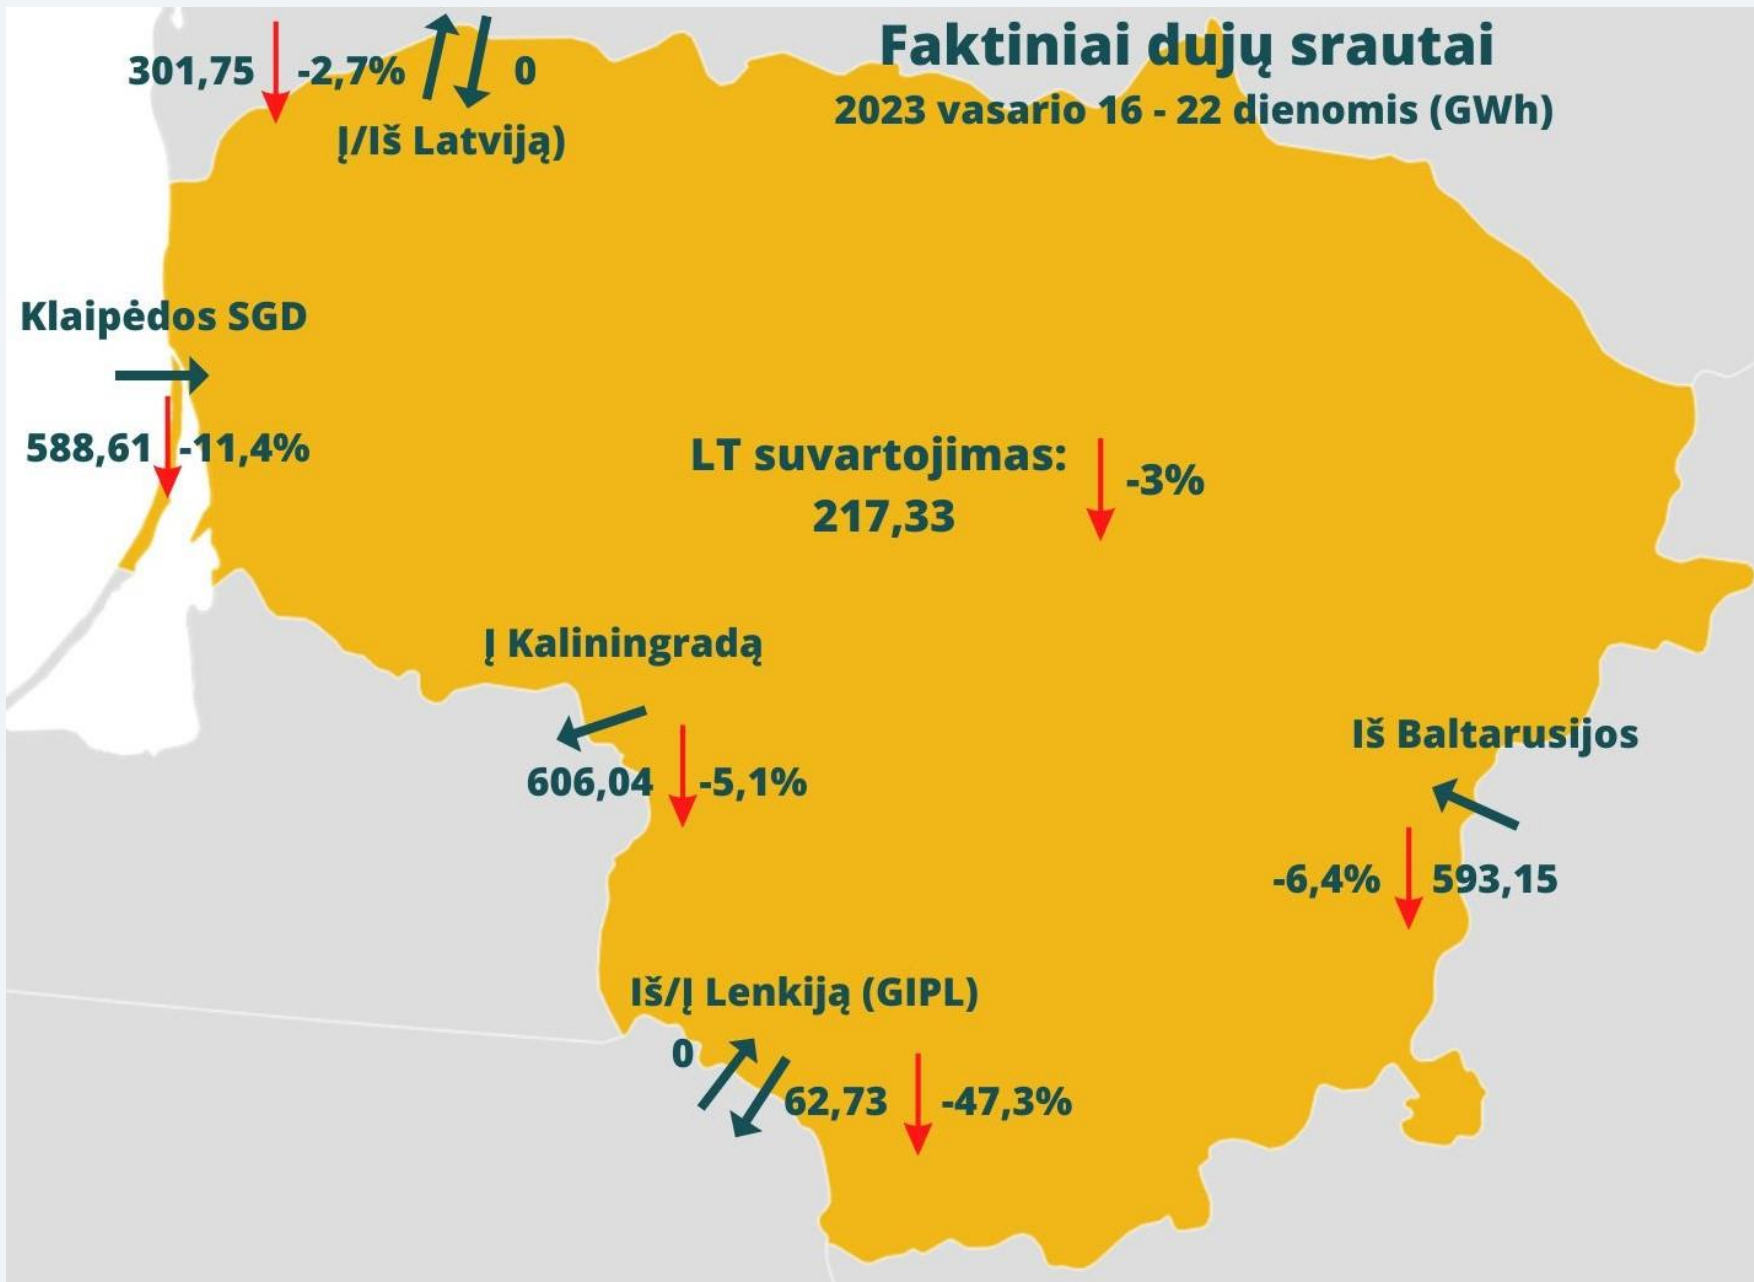 Faktiniai dujų srautai
2023 vasario 16 - 22 dienomis (GWh)
301,75 -2,7% 0
Į/Iš Latviją)
Klaipėdos SGD
588,61 -11,4%
LT suvartojimas:
217,33
-3%
Į Kaliningradą
606,04 -5,1%
Iš Baltarusijos
-6,4% 593,15
Iš/Į Lenkiją (GIPL)
0
62,73 -47,3%